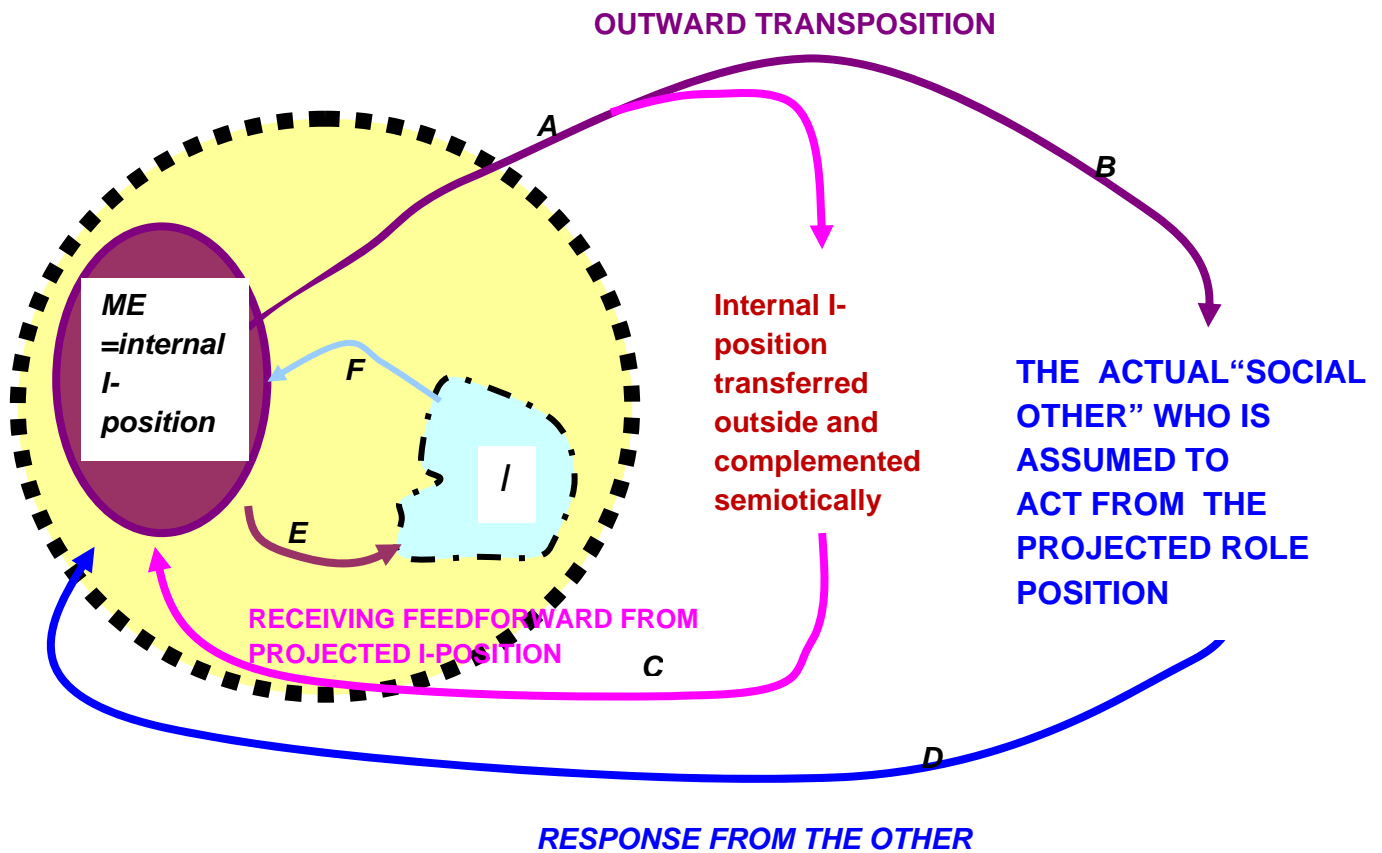 OUTWARD TRANSPOSITION
A
B
ME
=internal
I-
position
F
I
E
Internal I-
position
transferred
outside and
complemented
semiotically
THE ACTUAL“SOCIAL
OTHER” WHO IS
ASSUMED TO
ACT FROM THE
PROJECTED ROLE
POSITION
RECEIVING FEEDFORWARD FROM
PROJECTED I-POSITION
C
D
RESPONSE FROM THE OTHER